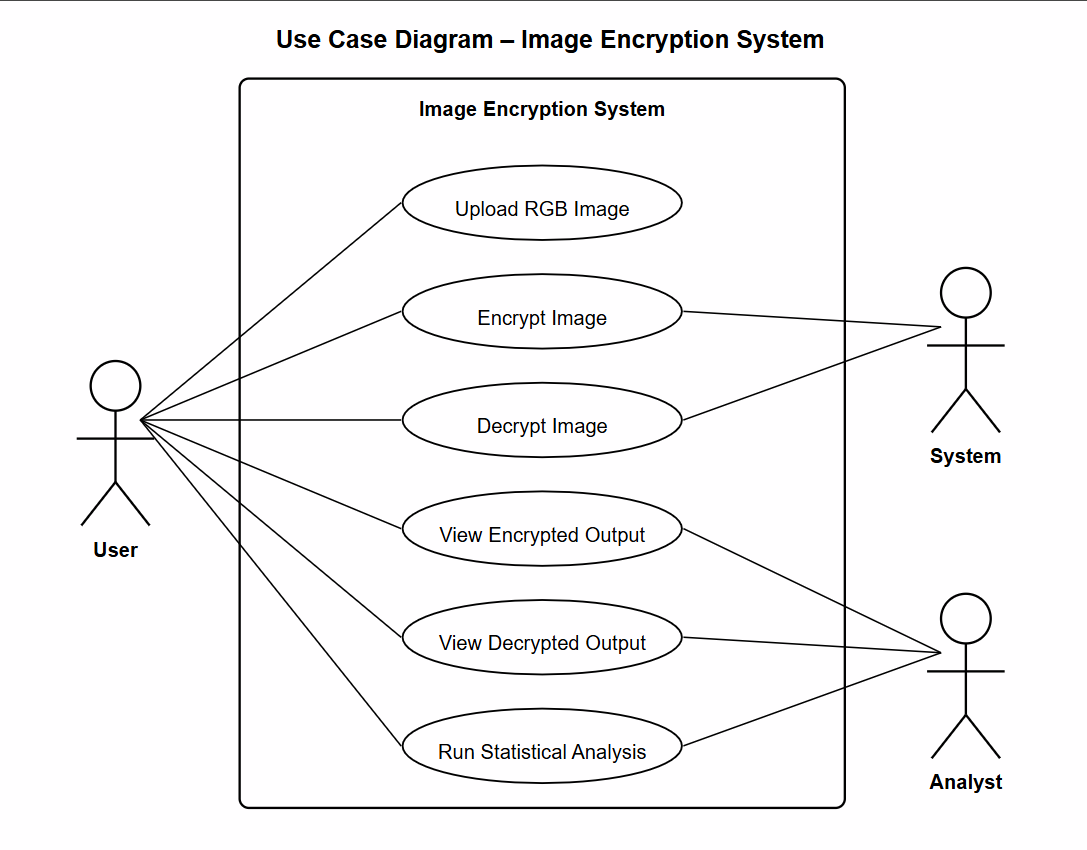 Use Case Diagram – Image Encryption System
Image Encryption System
Upload RGB Image
Encrypt Image
Decrypt Image
System
View Encrypted Output
User
View Decrypted Output
Run Statistical Analysis
Analyst